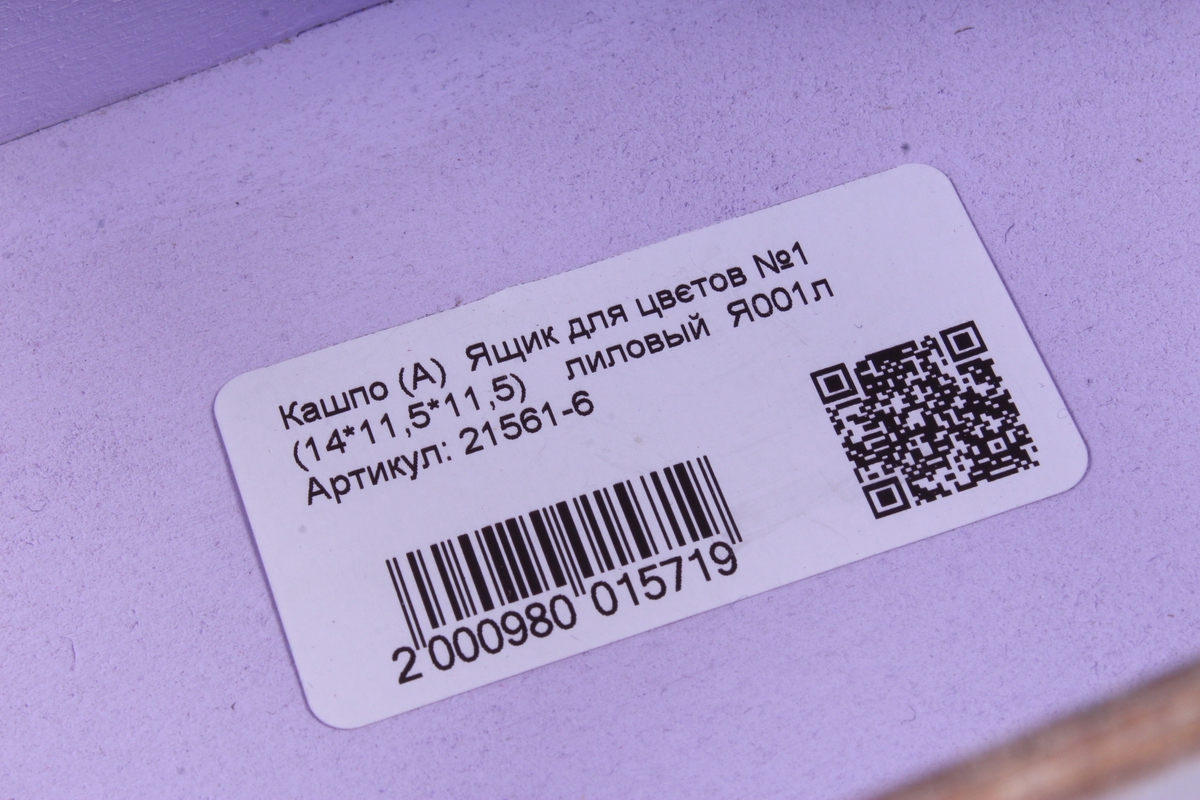 Кашпо (А) Ящик для цветов №1
(14*11,5*11,5) лиловый Я001л
Артикул: 21561-6
2 000980 015719